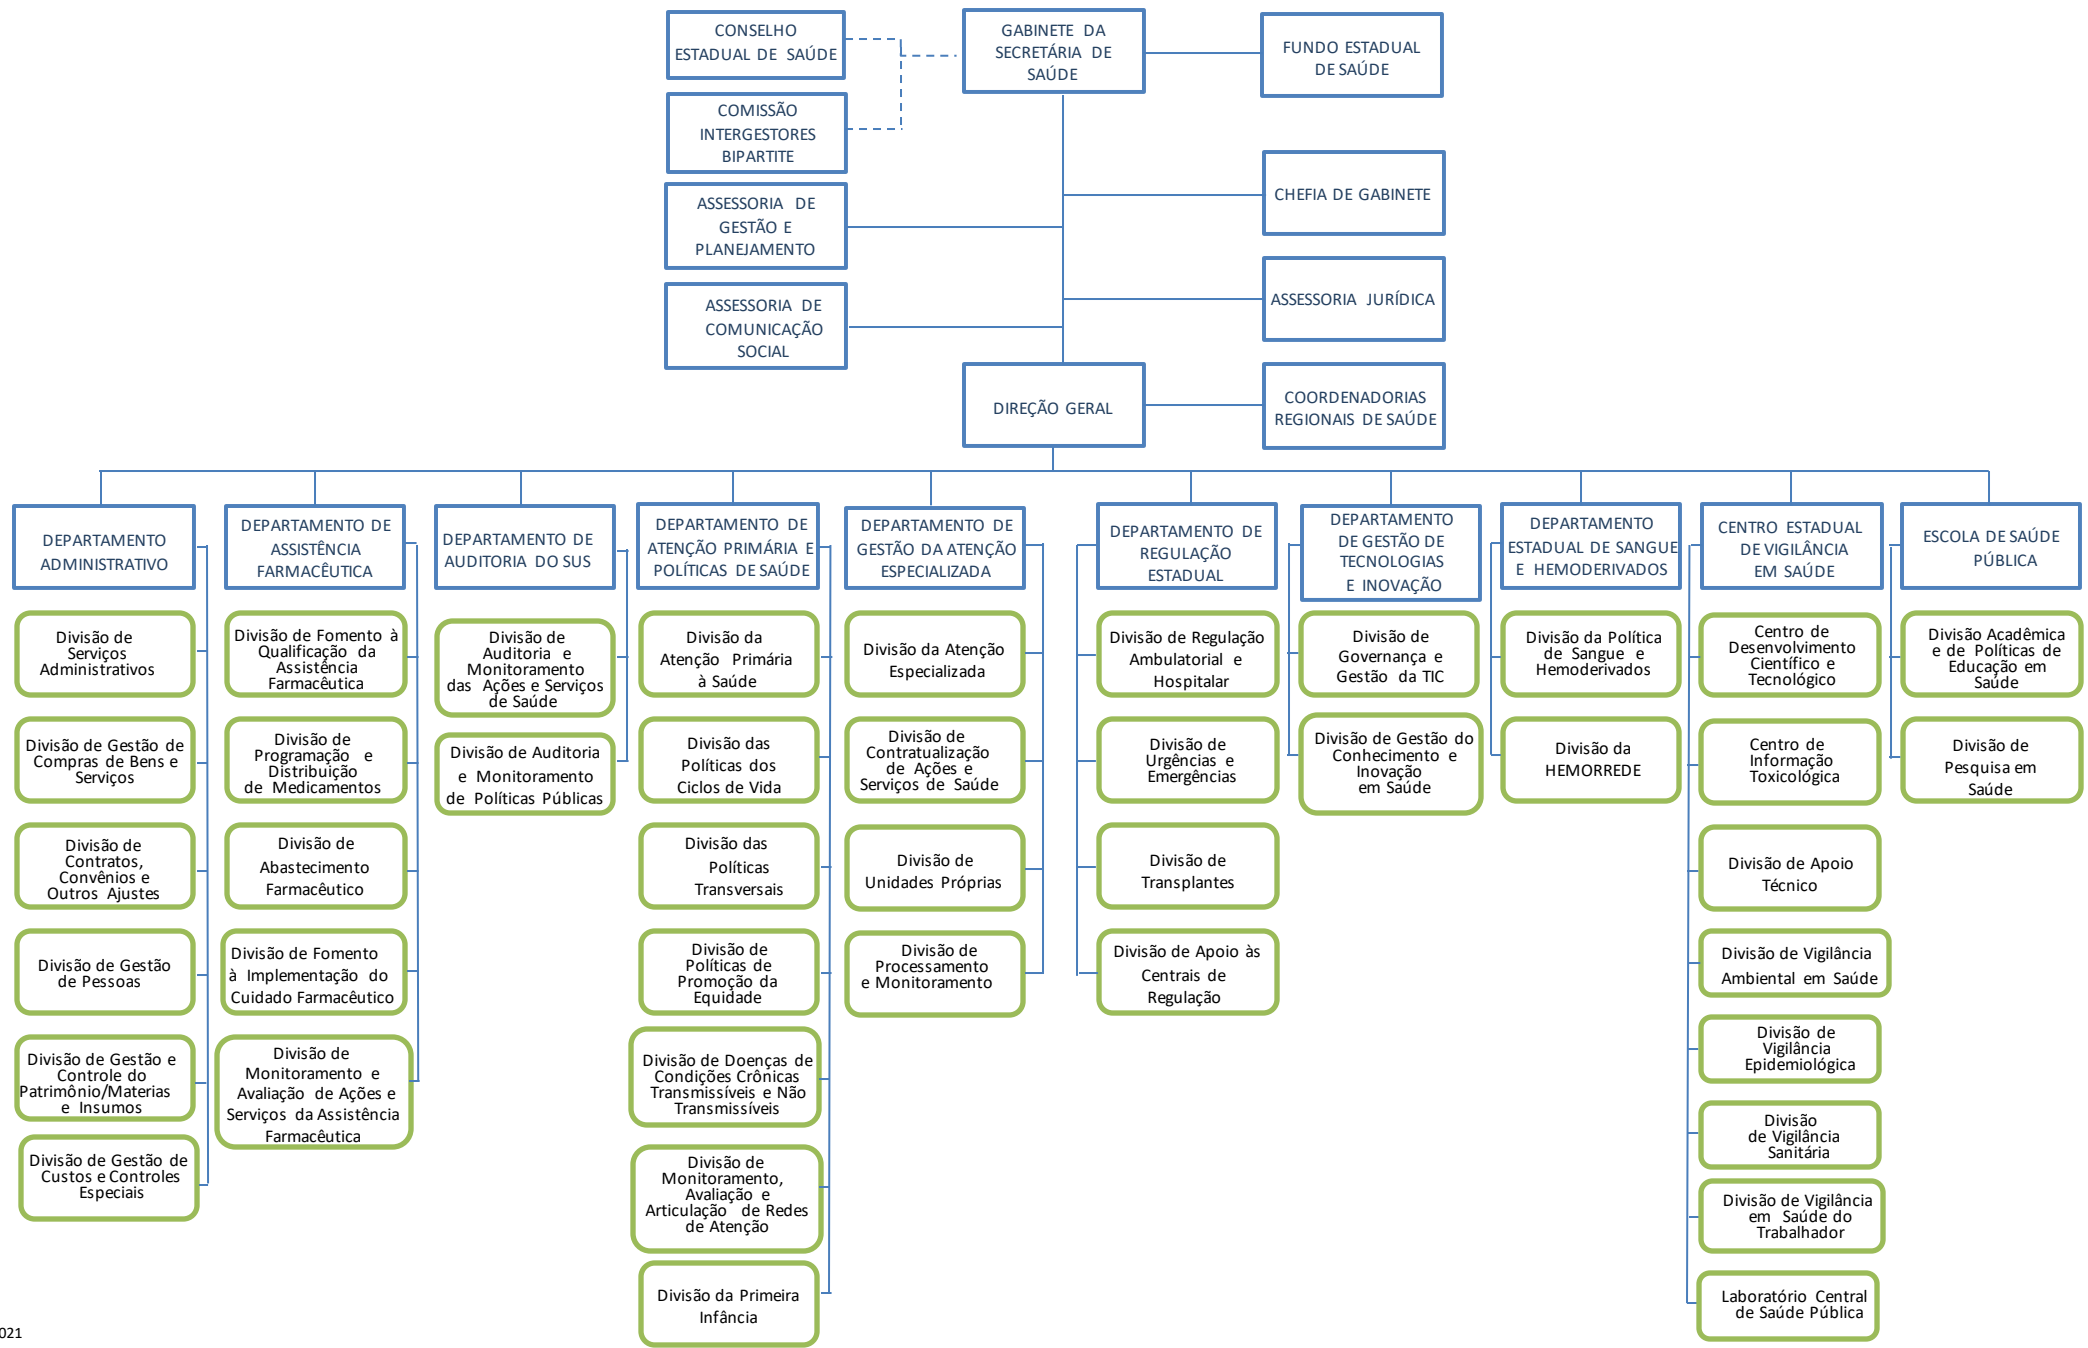 CONSELHO
ESTADUAL DE SAÚDE
GABINETE DA
SECRETÁRIA DE
SAÚDE
FUNDO ESTADUAL
DE SAÚDE
COMISSÃO
INTERGESTORES
BIPARTITE
CHEFIA DE GABINETE
ASSESSORIA DE
GESTÃO E
PLANEJAMENTO
ASSESSORIA JURÍDICA
ASSESSORIA DE
COMUNICAÇÃO
SOCIAL
DIREÇÃO GERAL
COORDENADORIAS
REGIONAIS DE SAÚDE
DEPARTAMENTO
ADMINISTRATIVO
Divisão de
Serviços
Administrativos
Divisão de Gestão de
Compras de Bens e
Serviços
Divisão de
Contratos,
Convênios e
Outros Ajustes
Divisão de Gestão
de Pessoas
Divisão de Gestão e
Controle do
Patrimônio/Materias
e Insumos
Divisão de Gestão de
Custos e Controles
Especiais
DEPARTAMENTO DE
ASSISTÊNCIA
FARMACÊUTICA
Divisão de Fomento à
Qualificação da
Assistência
Farmacêutica
Divisão de
Programação e
Distribuição
de Medicamentos
Divisão de
Abastecimento
Farmacêutico
Divisão de Fomento
à Implementação do
Cuidado Farmacêutico
Divisão de
Monitoramento e
Avaliação de Ações e
Serviços da Assistência
Farmacêutica
DEPARTAMENTO DE
AUDITORIA DO SUS
Divisão de
Auditoria e
Monitoramento
das Ações e Serviços
de Saúde
Divisão de Auditoria
e Monitoramento
de Políticas Públicas
DEPARTAMENTO DE
ATENÇÃO PRIMÁRIA E
POLÍTICAS DE SAÚDE
Divisão da
Atenção Primária
à Saúde
Divisão das
Políticas dos
Ciclos de Vida
Divisão das
Políticas
Transversais
Divisão de
Políticas de
Promoção da
Equidade
Divisão de Doenças de
Condições Crônicas
Transmissíveis e Não
Transmissíveis
Divisão de
Monitoramento,
Avaliação e
Articulação de Redes
de Atenção
Divisão da Primeira
Infância
DEPARTAMENTO DE
GESTÃO DA ATENÇÃO
ESPECIALIZADA
Divisão da Atenção
Especializada
Divisão de
Contratualização
de Ações e
Serviços de Saúde
Divisão de
Unidades Próprias
Divisão de
Processamento
e Monitoramento
DEPARTAMENTO DE
REGULAÇÃO
ESTADUAL
Divisão de Regulação
Ambulatorial e
Hospitalar
Divisão de
Urgências e
Emergências
Divisão de
Transplantes
Divisão de Apoio às
Centrais de
Regulação
DEPARTAMENTO
DE GESTÃO DE
TECNOLOGIAS
E INOVAÇÃO
Divisão de
Governança e
Gestão da TIC
Divisão de Gestão do
Conhecimento e
Inovação
em Saúde
DEPARTAMENTO
ESTADUAL DE SANGUE
E HEMODERIVADOS
Divisão da Política
de Sangue e
Hemoderivados
Divisão da
HEMORREDE
CENTRO ESTADUAL
DE VIGILÂNCIA
EM SAÚDE
Centro de
Desenvolvimento
Científico e
Tecnológico
Centro de
Informação
Toxicológica
Divisão de Apoio
Técnico
Divisão de Vigilância
Ambiental em Saúde
Divisão de
Vigilância
Epidemiológica
Divisão
de Vigilância
Sanitária
Divisão de Vigilância
em Saúde do
Trabalhador
Laboratório Central
de Saúde Pública
ESCOLA DE SAÚDE
PÚBLICA
Divisão Acadêmica
e de Políticas de
Educação em
Saúde
Divisão de
Pesquisa em
Saúde
021